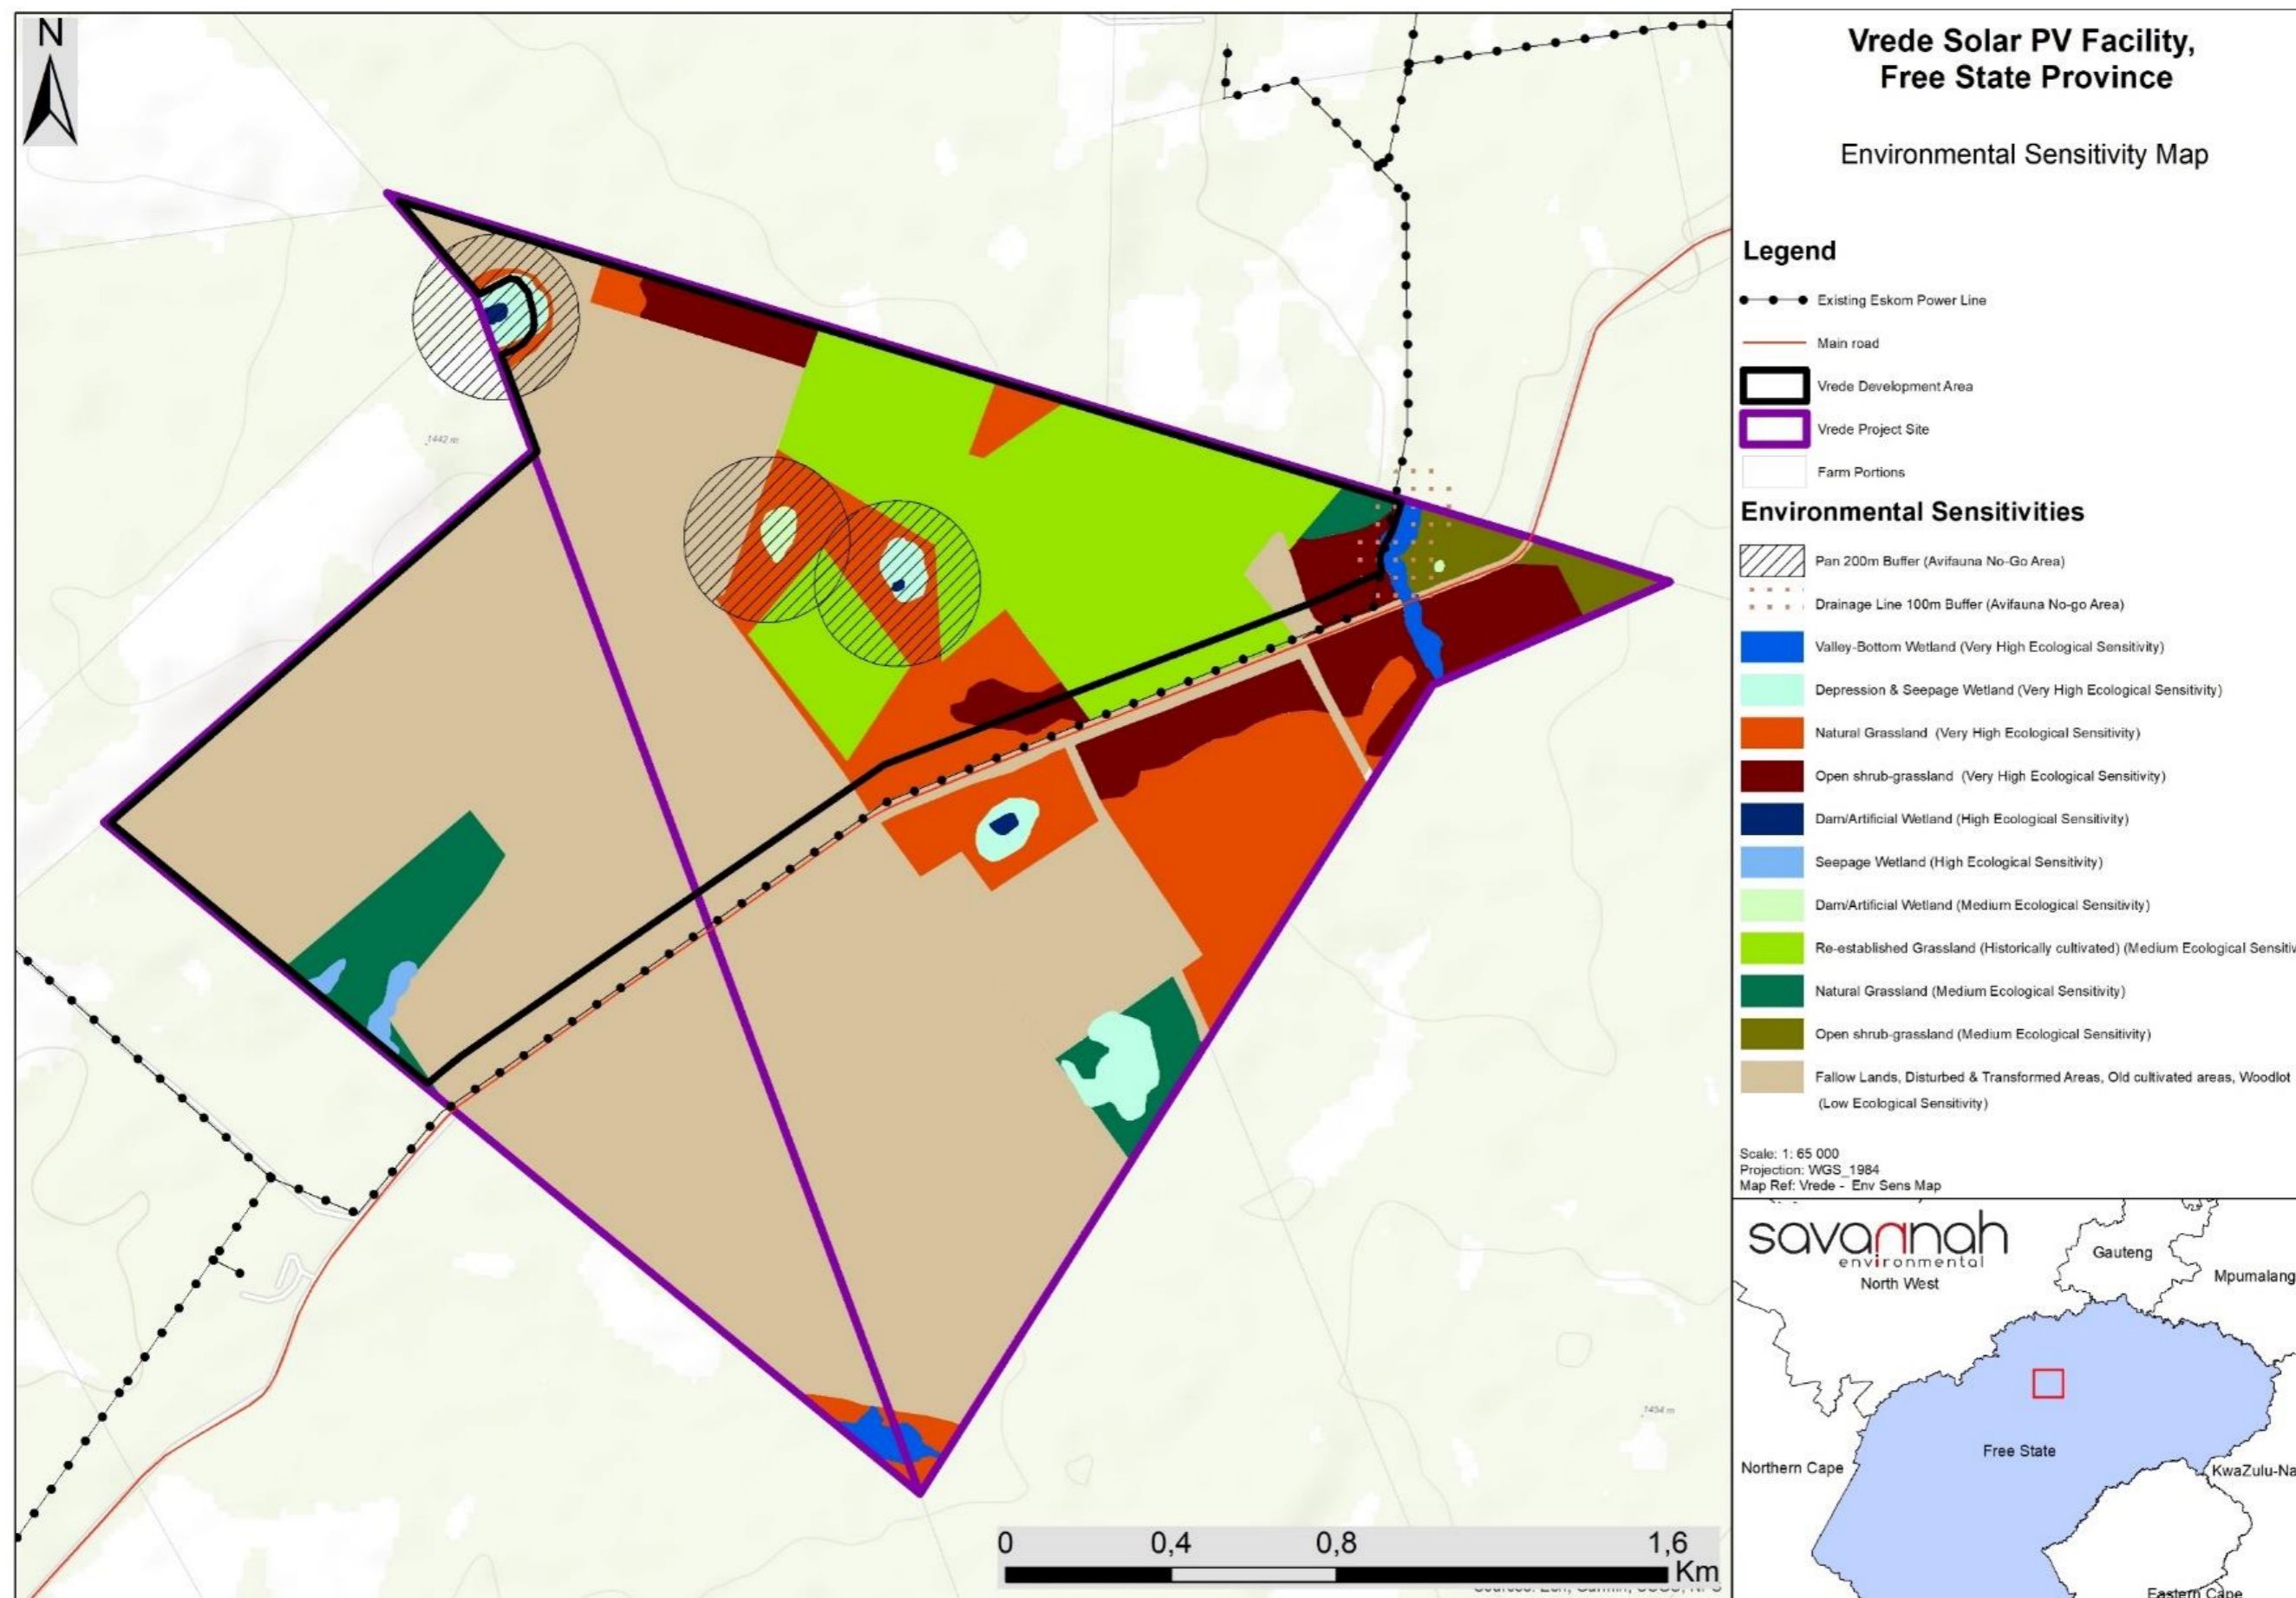 N
1442 m
1454 m
0 0,4 0,8 1,6
Km
Vrede Solar PV Facility,
Free State Province
Environmental Sensitivity Map
Legend
Existing Eskom Power Line
Main road
Vrede Development Area
Vrede Project Site
Farm Portions
Environmental Sensitivities
Pan 200m Buffer (Avifauna No-Go Area)
Drainage Line 100m Buffer (Avifauna No-go Area)
Valley-Bottom Wetland (Very High Ecological Sensitivity)
Depression & Seepage Wetland (Very High Ecological Sensitivity)
Natural Grassland (Very High Ecological Sensitivity)
Open shrub-grassland (Very High Ecological Sensitivity)
Dam/Artificial Wetland (High Ecological Sensitivity)
Seepage Wetland (High Ecological Sensitivity)
Dam/Artificial Wetland (Medium Ecological Sensitivity)
Re-established Grassland (Historically cultivated) (Medium Ecological Sensitiv
Natural Grassland (Medium Ecological Sensitivity)
Open shrub-grassland (Medium Ecological Sensitivity)
Fallow Lands, Disturbed & Transformed Areas, Old cultivated areas, Woodlot
(Low Ecological Sensitivity)
Scale: 1: 65 000
Projection: WGS_1984
Map Ref: Vrede - Env Sens Map
savannah
environmental
North West
Gauteng
Mpumalang
Free State
Northern Cape
KwaZulu-Na
Eastern Cape